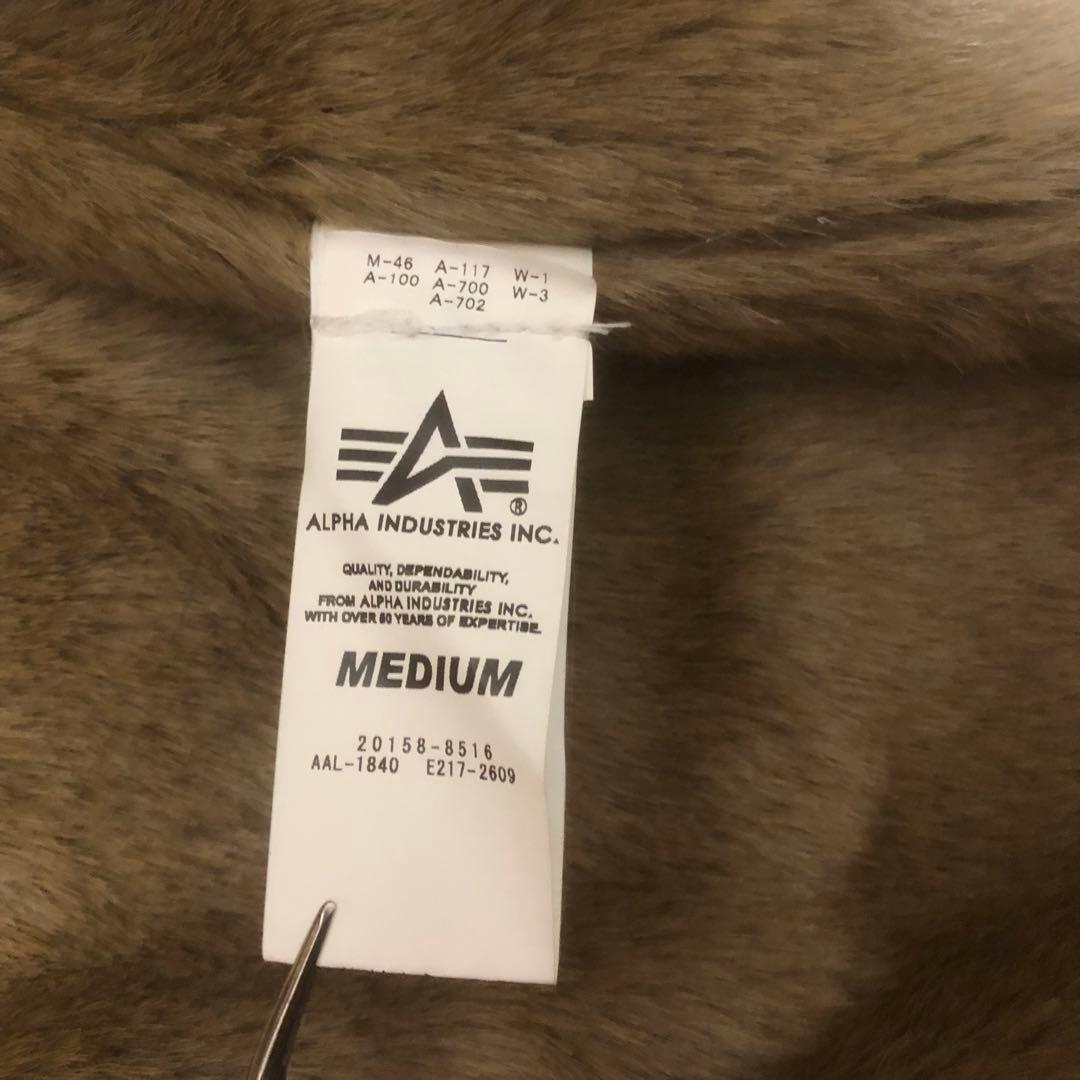 M-46 A-117 W-1
A-100 A-700 W-3
A-702
®
ALPHA INDUSTRIES INC.
QUALITY, DEPENDABILITY,
AND DURABILITY
FROM ALPHA INDUSTRIES INC.
WITH OVER 50 YEARS OF EXPERTISE.
MEDIUM
20158-8516
AAL-1840 E217-2609